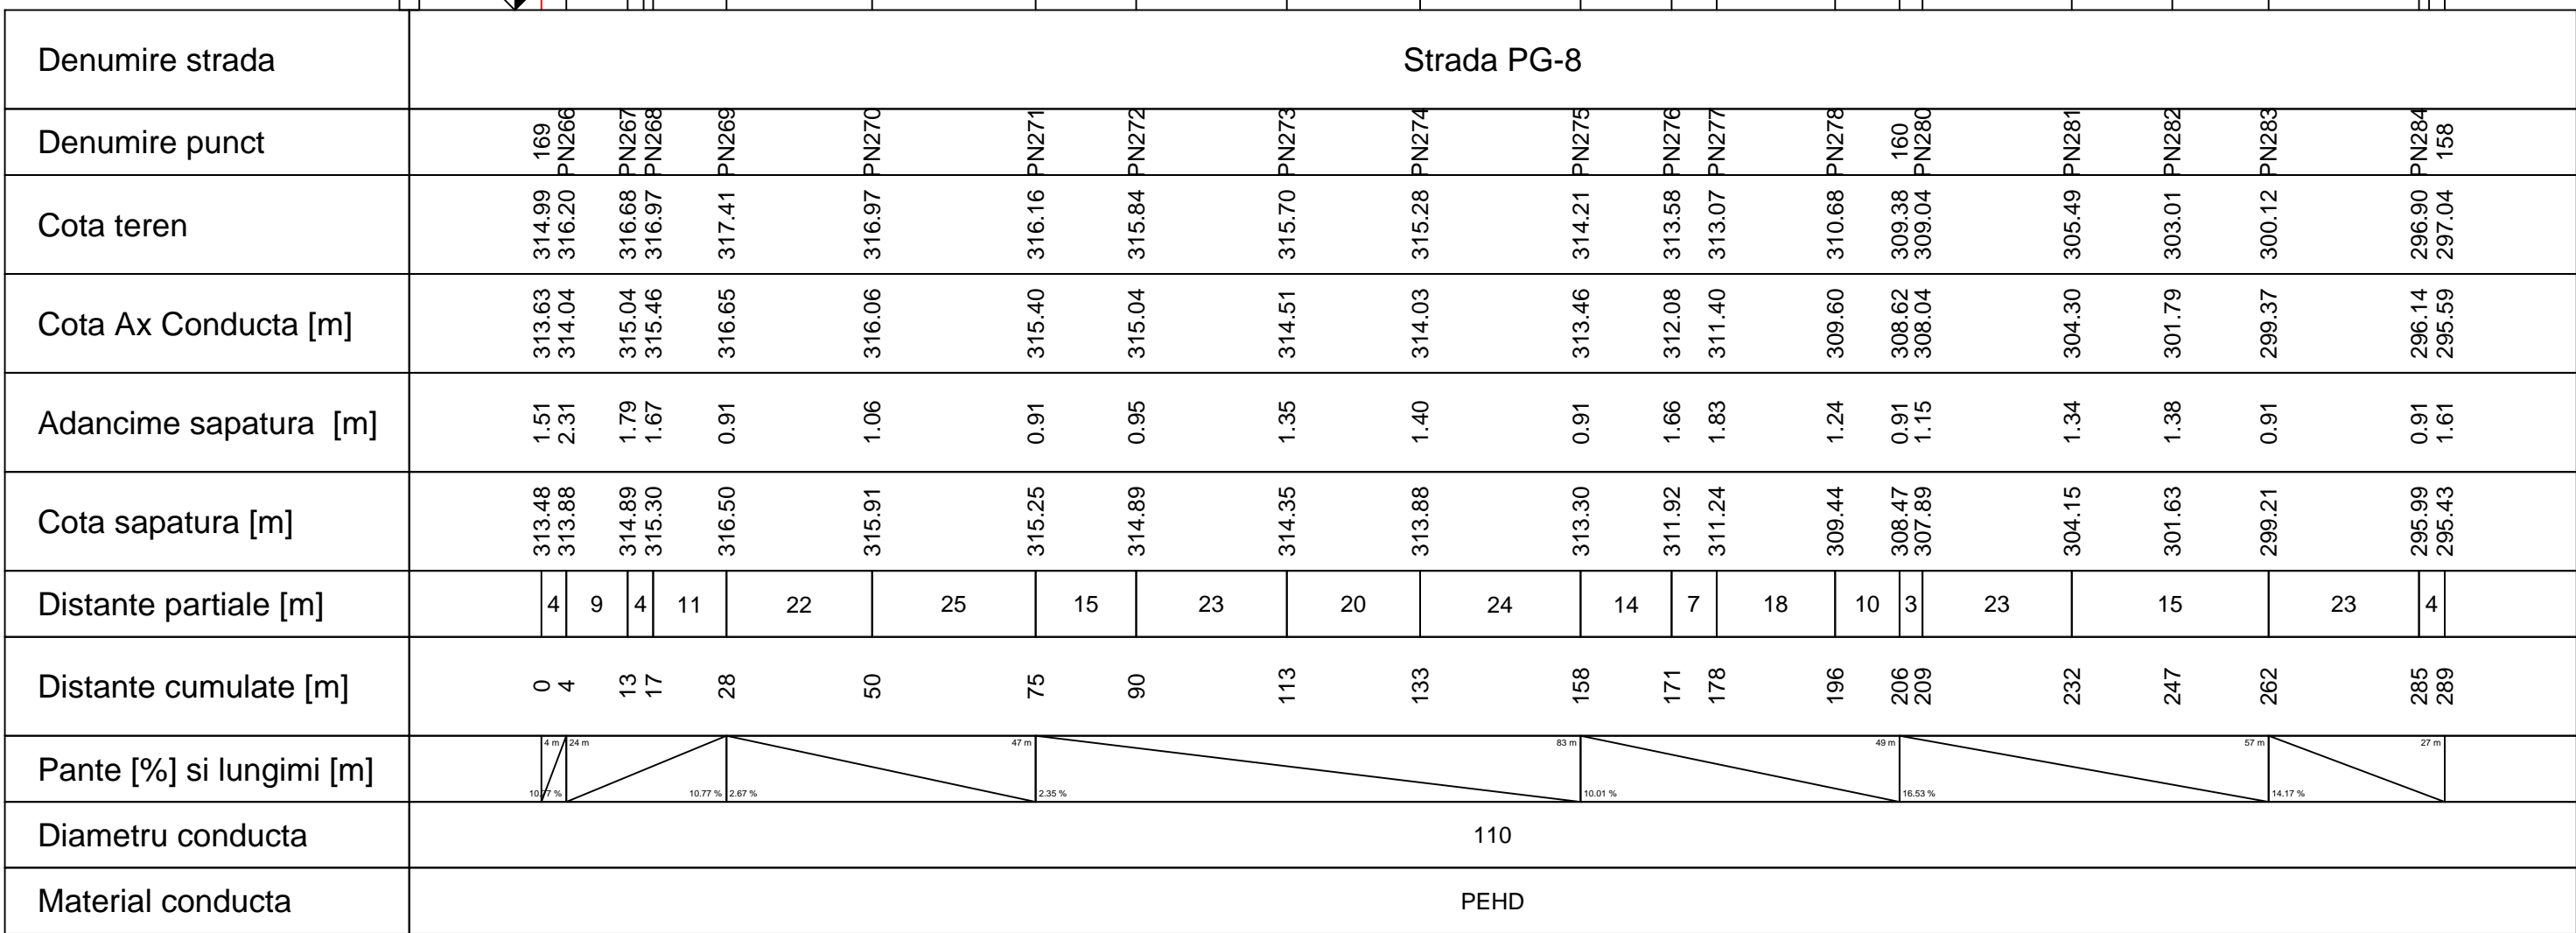 Denumire strada Strada PG-8
Denumire punct 169 PN266 PN267 PN268 PN269 PN270 PN271 PN272 PN273 PN274 PN275 PN276 PN277 PN278 160 PN280 PN281 PN282 PN283 PN284 158
Cota teren 314.99 316.20 316.68 316.97 317.41 316.97 316.16 315.84 315.70 315.28 314.21 313.58 313.07 310.68 309.38 309.04 305.49 303.01 300.12 296.90 297.04
Cota Ax Conducta [m] 313.63 314.04 315.04 315.46 316.65 316.06 315.40 315.04 314.51 314.03 313.46 312.08 311.40 309.60 308.62 308.04 304.30 301.79 299.37 296.14 295.59
Adancime sapatura [m] 1.51 2.31 1.79 1.67 0.91 1.06 0.91 0.95 1.35 1.40 0.91 1.66 1.83 1.24 0.91 1.15 1.34 1.38 0.91 0.91 1.61
Cota sapatura [m] 313.48 313.88 314.89 315.30 316.50 315.91 315.25 314.89 314.35 313.88 313.30 311.92 311.24 309.44 308.47 307.89 304.15 301.63 299.21 295.99 295.43
Distante partiale [m] 4 9 4 11 22 25 15 23 20 24 14 7 18 10 3 23 15 23 4
Distante cumulate [m] 0 4 13 17 28 50 75 90 113 133 158 171 178 196 206 209 232 247 262 285 289
4 m 24 m 47 m 83 m 49 m 57 m 27 m
Pante [%] si lungimi [m]
10.77 % 10.77 % 2.67 % 2.35 % 10.01 % 16.53 % 14.17 %
Diametru conducta 110
Material conducta PEHD